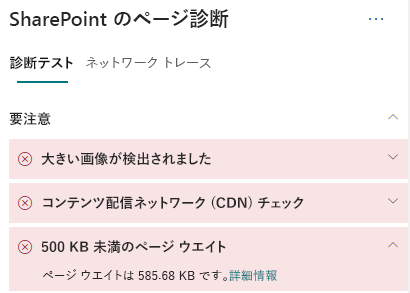 SharePoint のページ診断
診断テスト ネットワーク トレース
要注意
大きい画像が検出されました
コンテンツ配信ネットワーク (CDN) チェック
500 KB 未満のページ ウエイト
ページ ウエイトは 585.68 KB です。詳細情報